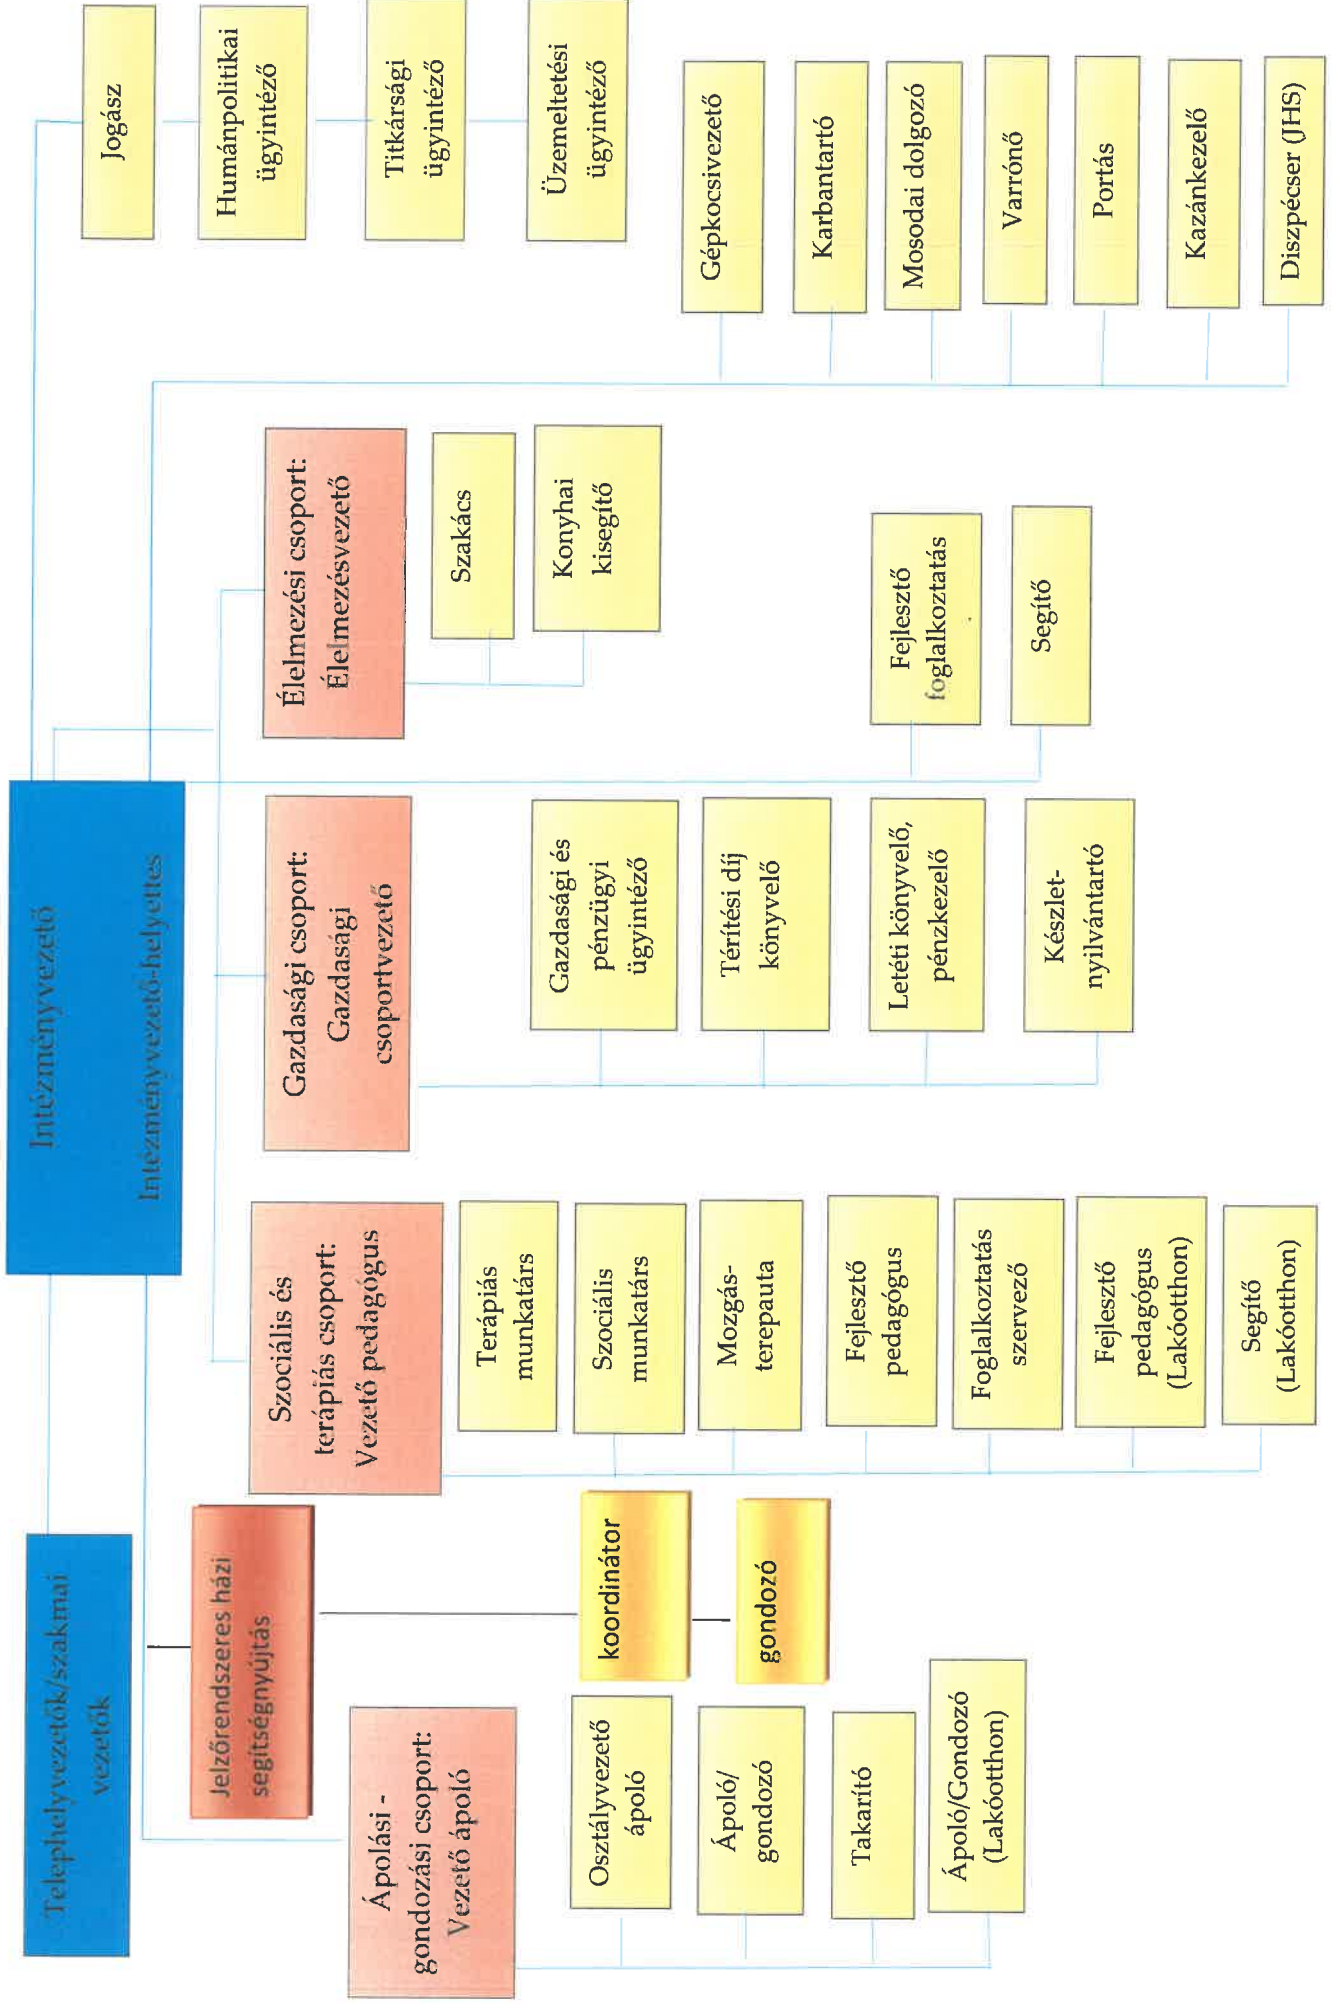 Intézményvezető
Intézményvezető-helyettes
Telephelyvezetők/szakmai
vezetők
Jelzőrendszeres házi
segítségnyújtás
koordinátor
gondozó
Ápolási -
gondozási csoport:
Vezető ápoló
Osztályvezető
ápoló
Ápoló/
gondozó
Takarító
Ápoló/Gondozó
(Lakóotthon)
Szociális és
terápiás csoport:
Vezető pedagógus
Terápiás
munkatárs
Szociális
munkatárs
Mozgás-
terepauta
Fejlesztő
pedagógus
Foglalkoztatás
szervező
Fejlesztő
pedagógus
(Lakóotthon)
Segítő
(Lakóotthon)
Gazdasági csoport:
Gazdasági
csoportvezető
Gazdasági és
pénzügyi
ügyintéző
Térítési díj
könyvelő
Letéti könyvelő,
pénzkezelő
Készlet-
nyilvántartó
Élelmezési csoport:
Élelmezésvezető
Szakács
Konyhai
kisegítő
Fejlesztő
foglalkoztatás
Segítő
Jogász
Humánpolitikai
ügyintéző
Titkársági
ügyintéző
Üzemeltetési
ügyintéző
Gépkocsivezető
Karbantartó
Mosodai dolgozó
Varrónő
Portás
Kazánkezelő
Diszpécser (JHS)